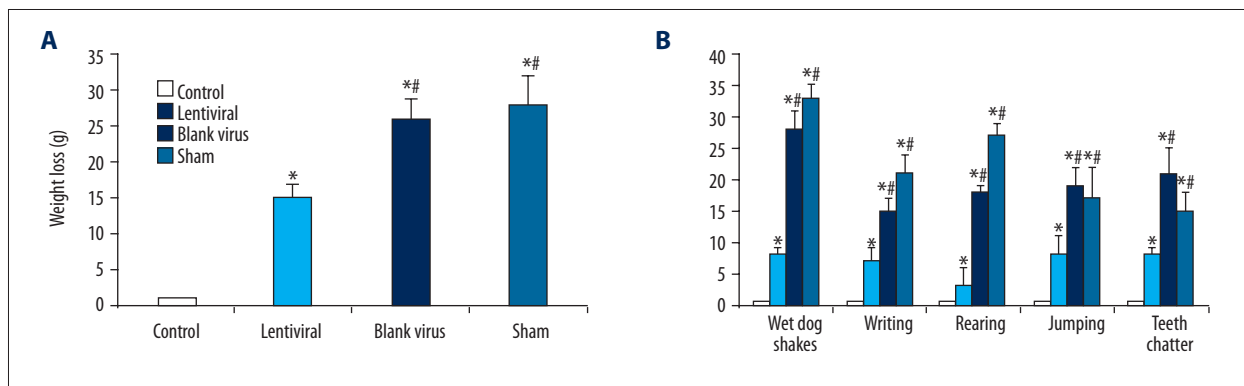 A
35
30
25
20
15
10
5
0
Weight loss (g)
Control
Lentiviral
Blank virus
Sham
*
*#
*#
Control
Lentiviral
Blank virus
Sham
B
40
35
30
25
20
15
10
5
0
*
*#
*#
*
*#
*#
*
*#
*#
*
*#
*#
*
*#
*#
Wet dog
shakes
Writing
Rearing
Jumping
Teeth
chatter